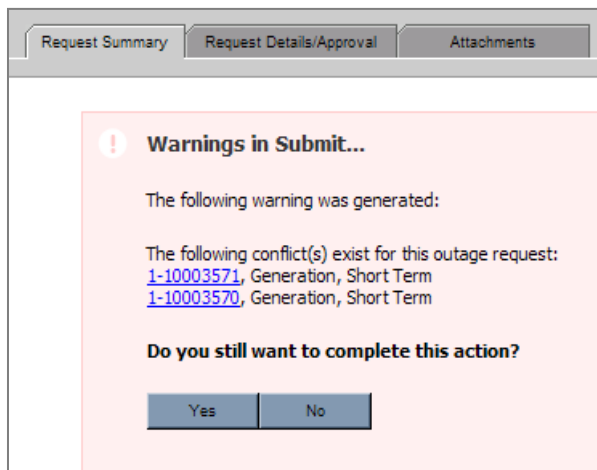 Request Summary
Request Details/Approval
Attachments
!
Warnings in Submit...
The following warning was generated:
The following conflict(s) exist for this outage request:
1-10003571, Generation, Short Term
1-10003570, Generation, Short Term
Do you still want to complete this action?
Yes
No